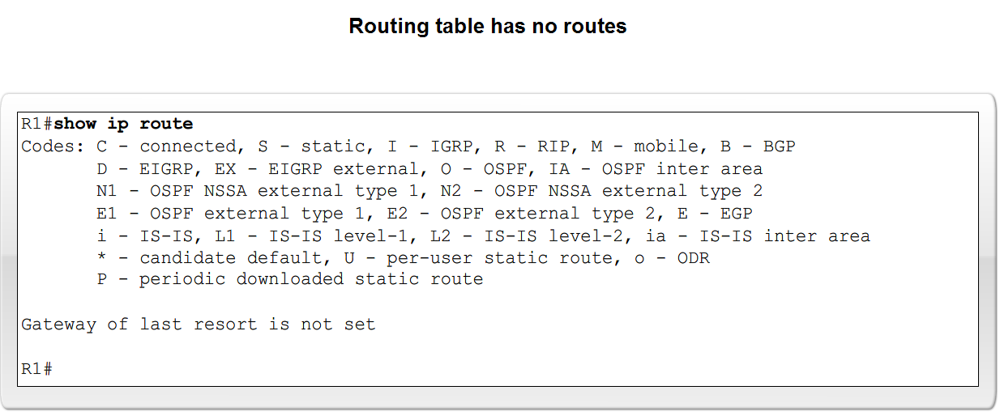 Routing table has no routes
R1#show ip route
Codes: C - connected, S - static, I - IGRP, R - RIP, M - mobile, B - BGP
D - EIGRP, EX - EIGRP external, O - OSPF, IA - OSPF inter area
N1 - OSPF NSSA external type 1, N2 - OSPF NSSA external type 2
E1 - OSPF external type 1, E2 - OSPF external type 2, E - EGP
i - IS-IS, L1 - IS-IS level-1, L2 - IS-IS level-2, ia - IS-IS inter area
* - candidate default, U - per-user static route, o - ODR
P - periodic downloaded static route
Gateway of last resort is not set
R1#